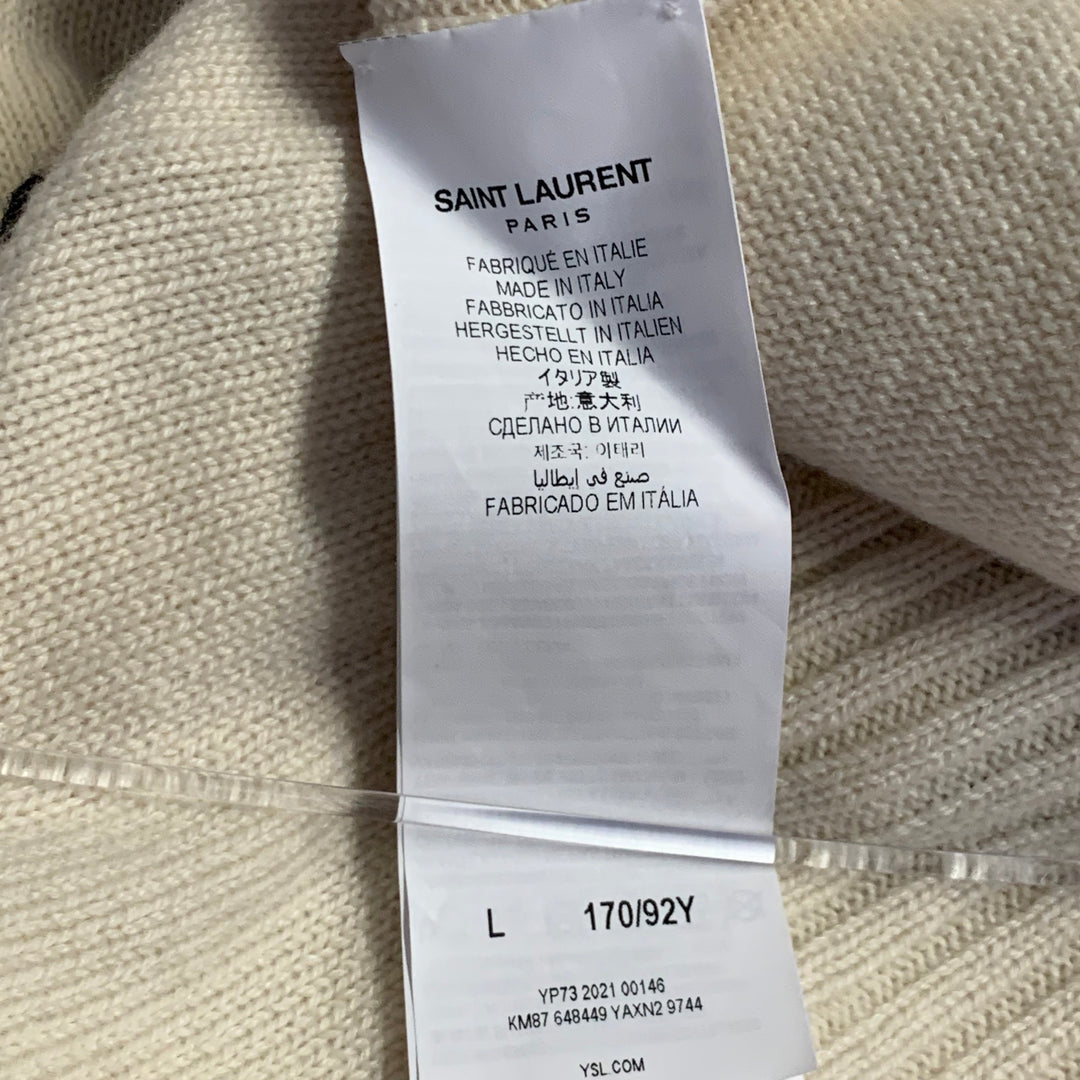 SAINT LAURENT
PARIS
FABRIQUÉ EN ITALIE
MADE IN ITALY
FABBRICATO IN ITALIA
HERGESTELLT IN ITALIEN
HECHO EN ITALIA
イタリア製
产地:意大利
СДЕЛАНО В ИТАЛИИ
제조국: 이태리
صنع في إيطاليا
FABRICADO EM ITÁLIA
L 170/92Y
YP73 2021 00146
KM87 648449 YAXN2 9744
YSL.COM